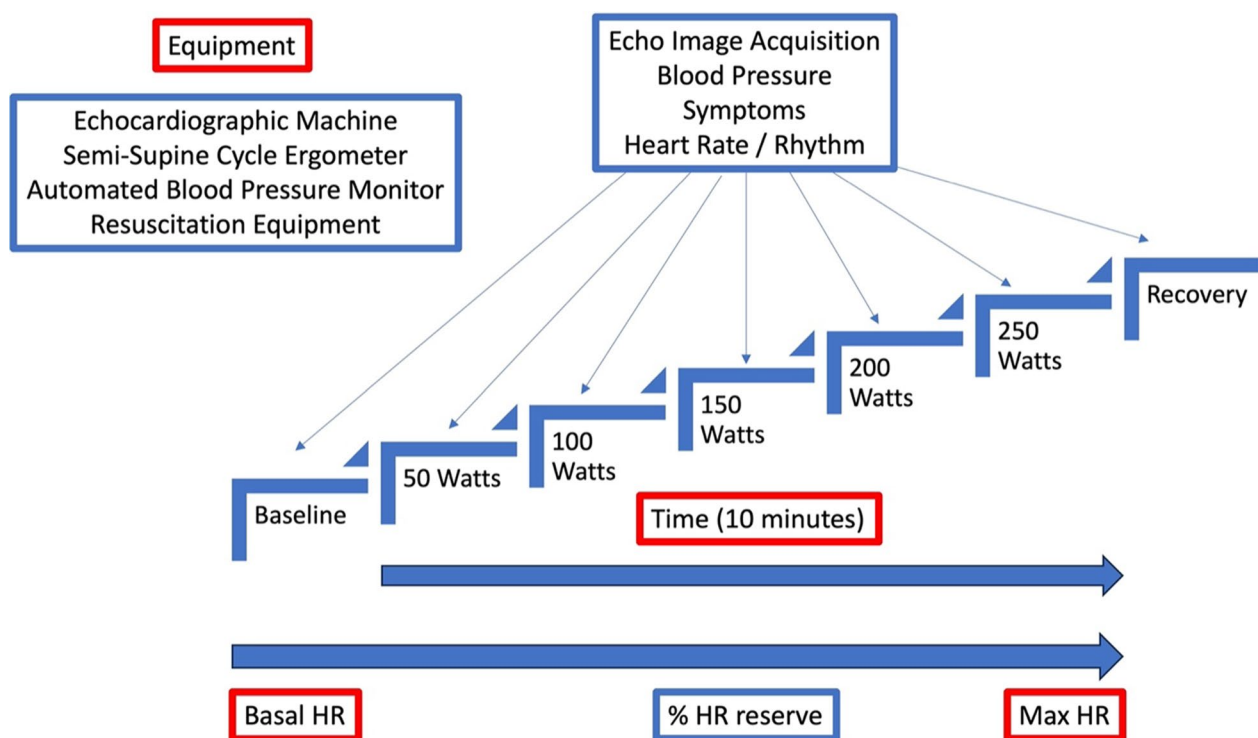 Equipment
Echocardiographic Machine
Semi-Supine Cycle Ergometer
Automated Blood Pressure Monitor
Resuscitation Equipment
Echo Image Acquisition
Blood Pressure
Symptoms
Heart Rate / Rhythm
Baseline
50 Watts
100
Watts
150
Watts
200
Watts
250
Watts
Recovery
Time (10 minutes)
Basal HR
% HR reserve
Max HR